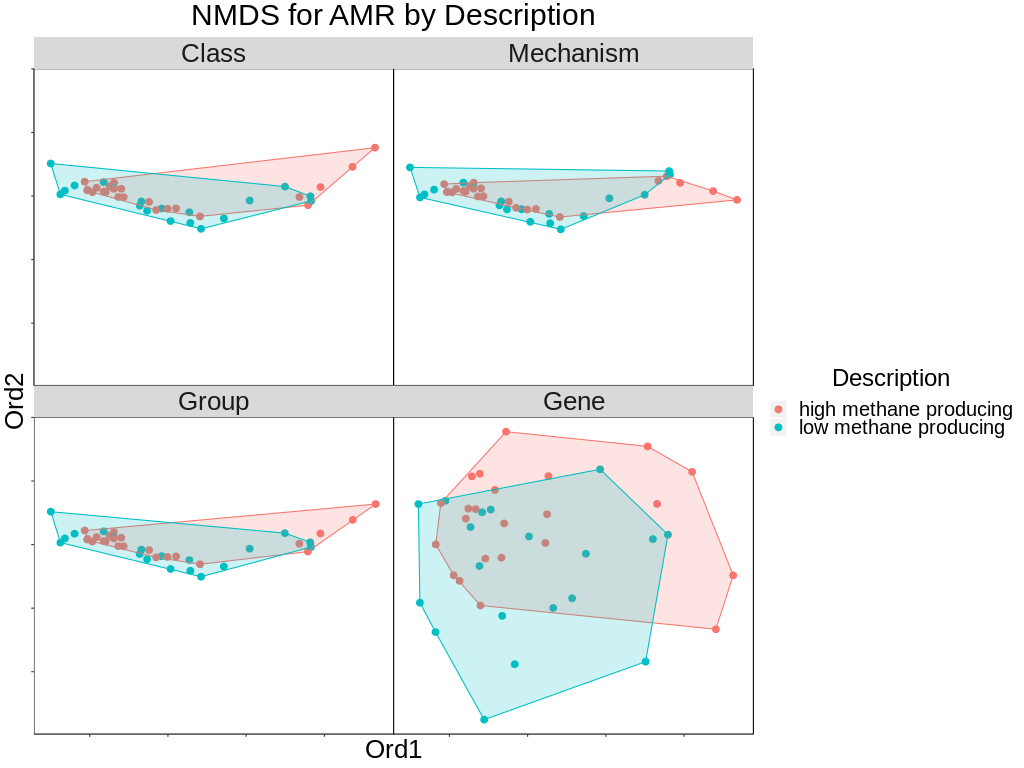 NMDS for AMR by Description
Class
Mechanism
Group
Gene
Ord2
Ord1
Description
high methane producing
low methane producing